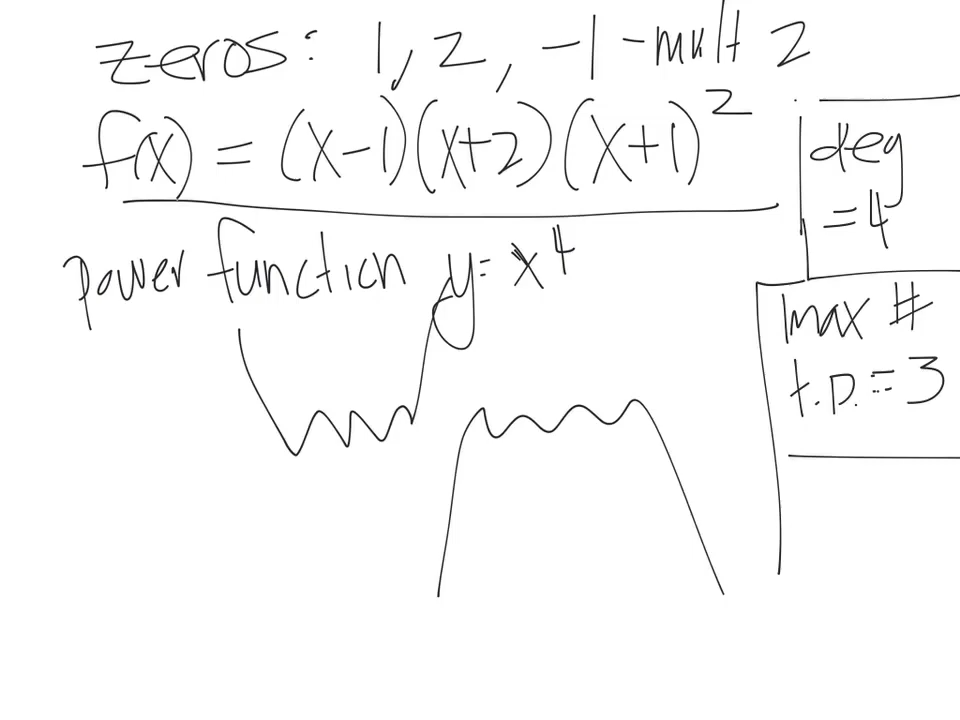 zeros: 1, 2, -1 - mult 2
f(x) = (x-1)(x+2)(x+1)²
deg
= 4
power function y = x⁴
max #
t.p. = 3